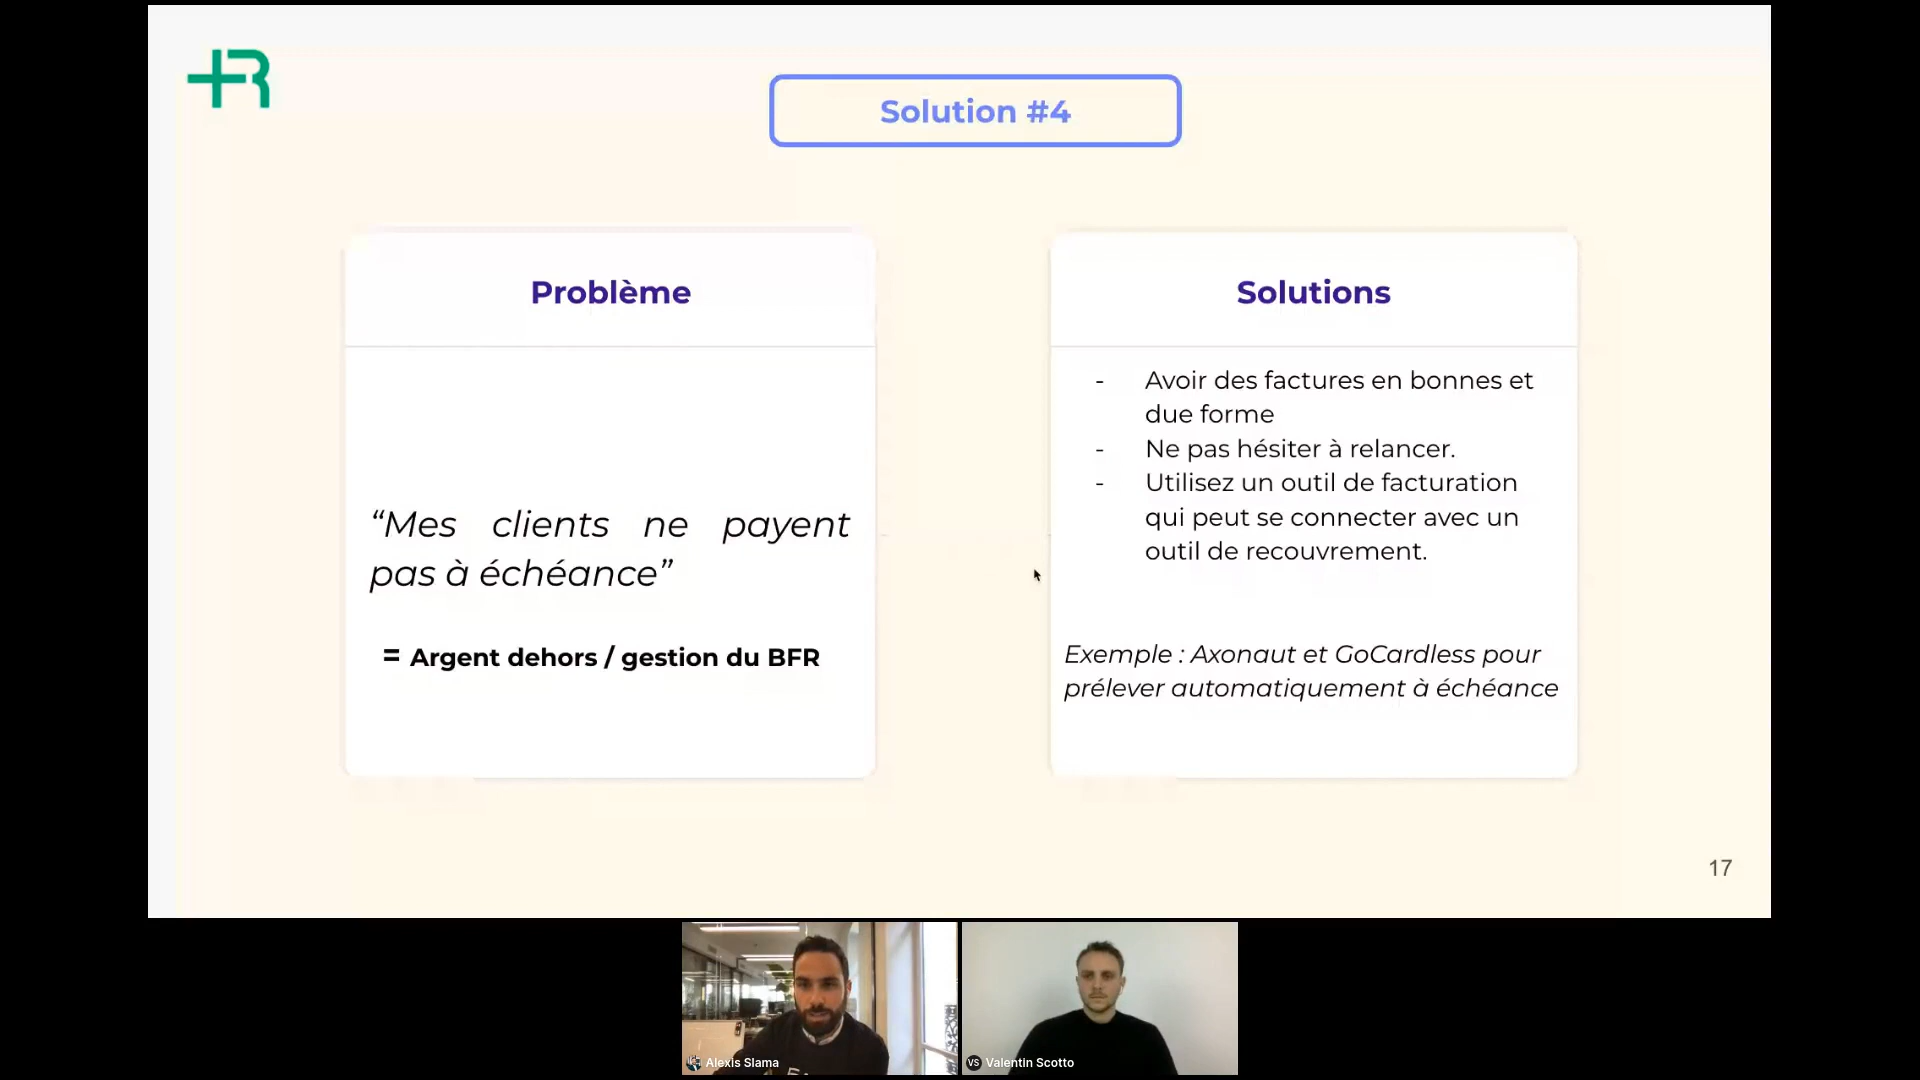 Solution #4
Problème
“Mes clients ne payent
pas à échéance”
= Argent dehors / gestion du BFR
Solutions
- Avoir des factures en bonnes et
due forme
- Ne pas hésiter à relancer.
- Utilisez un outil de facturation
qui peut se connecter avec un
outil de recouvrement.
Exemple : Axonaut et GoCardless pour
prélever automatiquement à échéance
17
Alexis Slama
VS Valentin Scotto